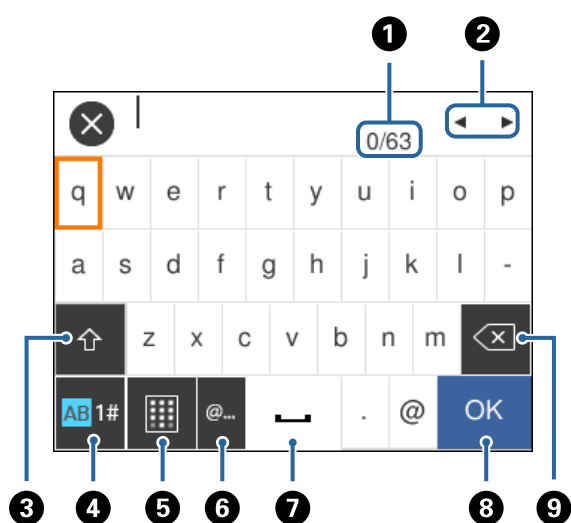 1 2
0/63
q w e r t y u i o p
a s d f g h j k l -
z x c v b n m
3 9
AB 1# @... . @ OK
4 5 6 7 8